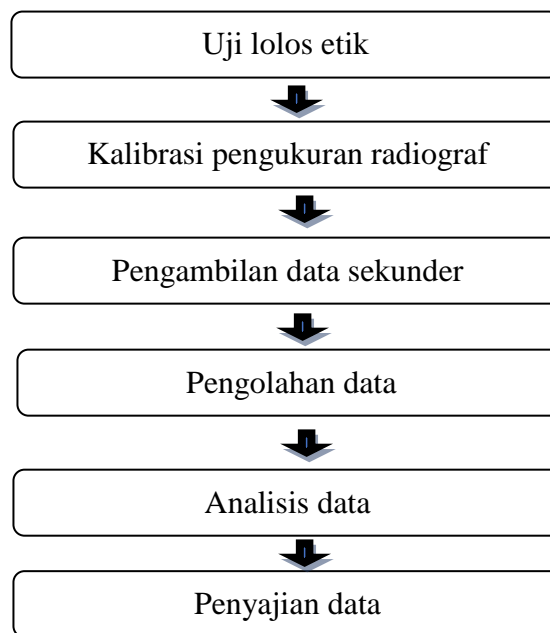 Uji lolos etik
Kalibrasi pengukuran radiograf
Pengambilan data sekunder
Pengolahan data
Analisis data
Penyajian data